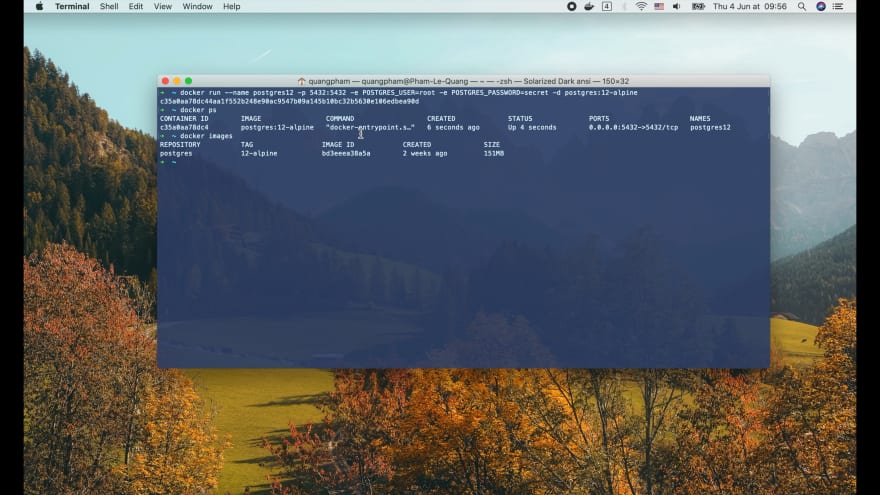 Terminal Shell Edit View Window Help 4 Thu 4 Jun at 09:56
quangpham — quangpham@Pham-Le-Quang — ~ — -zsh — Solarized Dark ansi — 150×32
→ ~ docker run --name postgres12 -p 5432:5432 -e POSTGRES_USER=root -e POSTGRES_PASSWORD=secret -d postgres:12-alpine
→ ~ docker ps
CONTAINER ID IMAGE COMMAND CREATED STATUS PORTS NAMES
c35a0aa78dc4 postgres:12-alpine "docker-entrypoint.s…" 6 seconds ago Up 4 seconds 0.0.0.0:5432->5432/tcp postgres12
→ ~ docker images
REPOSITORY TAG IMAGE ID CREATED SIZE
postgres 12-alpine bd3eeea38a5a 2 weeks ago 151MB
→ ~